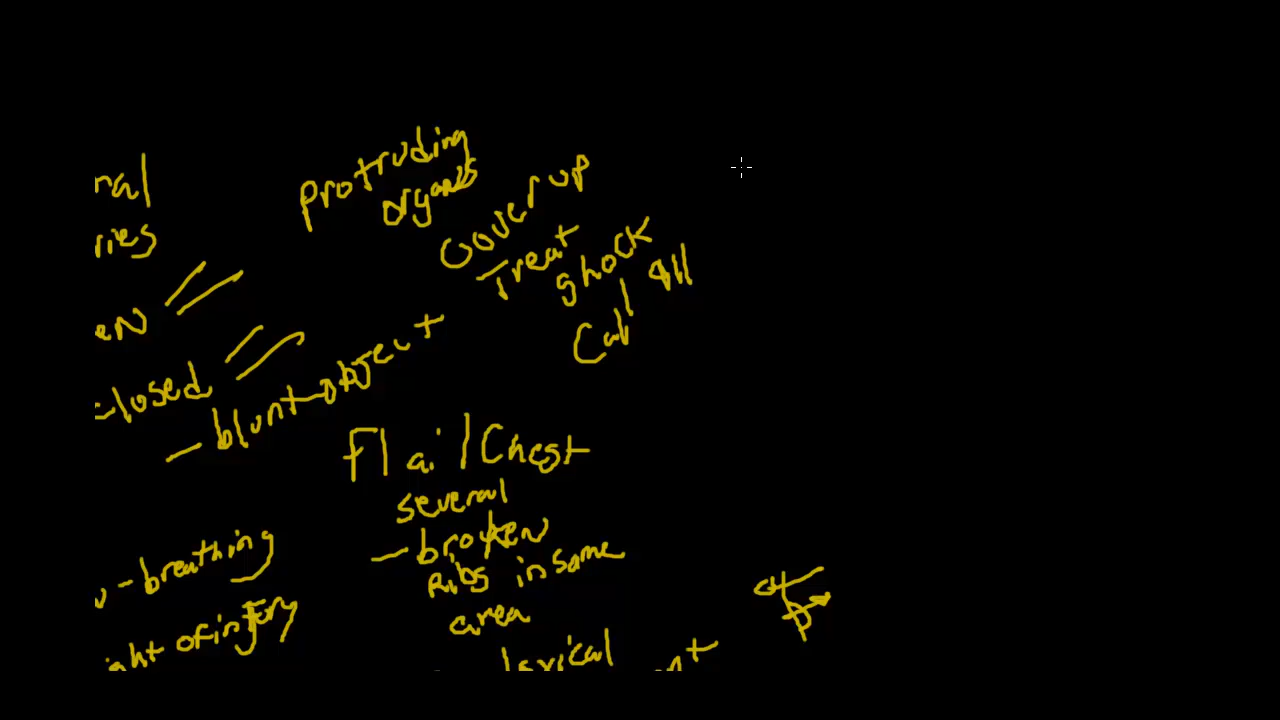 nal
ries
en
closed
- blunt object
protruding
organs
Cover up
Treat
shock
Call 911
Flail Chest
several
- broken
Ribs in same
area
- breathing
ight of injury